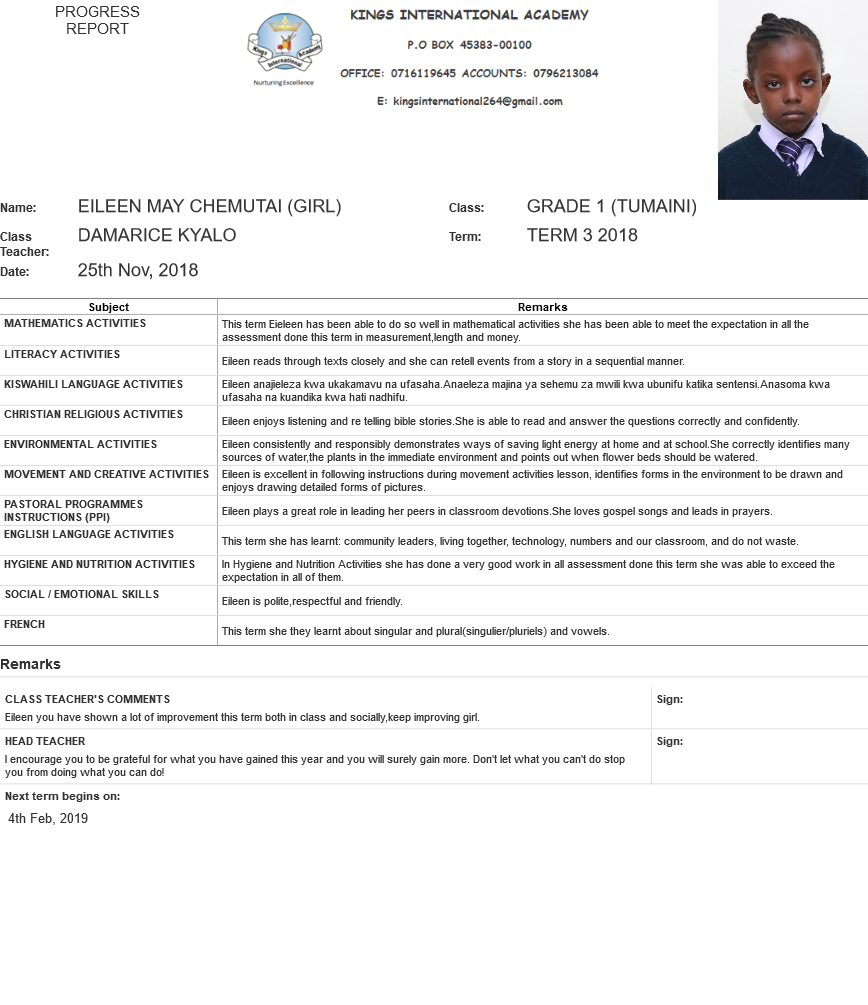 PROGRESS
REPORT
Kings International Academy
Nurturing Excellence
KINGS INTERNATIONAL ACADEMY
P.O BOX 45383-00100
OFFICE: 0716119645 ACCOUNTS: 0796213084
E: kingsinternational264@gmail.com
Name: EILEEN MAY CHEMUTAI (GIRL) Class: GRADE 1 (TUMAINI)
Class Teacher: DAMARICE KYALO Term: TERM 3 2018
Date: 25th Nov, 2018
Subject Remarks
MATHEMATICS ACTIVITIES
This term Eieleen has been able to do so well in mathematical activities she has been able to meet the expectation in all the
assessment done this term in measurement,length and money.
LITERACY ACTIVITIES
Eileen reads through texts closely and she can retell events from a story in a sequential manner.
KISWAHILI LANGUAGE ACTIVITIES
Eileen anajieleza kwa ukakamavu na ufasaha.Anaeleza majina ya sehemu za mwili kwa ubunifu katika sentensi.Anasoma kwa
ufasaha na kuandika kwa hati nadhifu.
CHRISTIAN RELIGIOUS ACTIVITIES
Eileen enjoys listening and re telling bible stories.She is able to read and answer the questions correctly and confidently.
ENVIRONMENTAL ACTIVITIES
Eileen consistently and responsibly demonstrates ways of saving light energy at home and at school.She correctly identifies many
sources of water,the plants in the immediate environment and points out when flower beds should be watered.
MOVEMENT AND CREATIVE ACTIVITIES
Eileen is excellent in following instructions during movement activities lesson, identifies forms in the environment to be drawn and
enjoys drawing detailed forms of pictures.
PASTORAL PROGRAMMES
INSTRUCTIONS (PPI)
Eileen plays a great role in leading her peers in classroom devotions.She loves gospel songs and leads in prayers.
ENGLISH LANGUAGE ACTIVITIES
This term she has learnt: community leaders, living together, technology, numbers and our classroom, and do not waste.
HYGIENE AND NUTRITION ACTIVITIES
In Hygiene and Nutrition Activities she has done a very good work in all assessment done this term she was able to exceed the
expectation in all of them.
SOCIAL / EMOTIONAL SKILLS
Eileen is polite,respectful and friendly.
FRENCH
This term she they learnt about singular and plural(singulier/pluriels) and vowels.
Remarks
CLASS TEACHER'S COMMENTS Sign:
Eileen you have shown a lot of improvement this term both in class and socially,keep improving girl.
HEAD TEACHER Sign:
I encourage you to be grateful for what you have gained this year and you will surely gain more. Don't let what you can't do stop
you from doing what you can do!
Next term begins on:
4th Feb, 2019